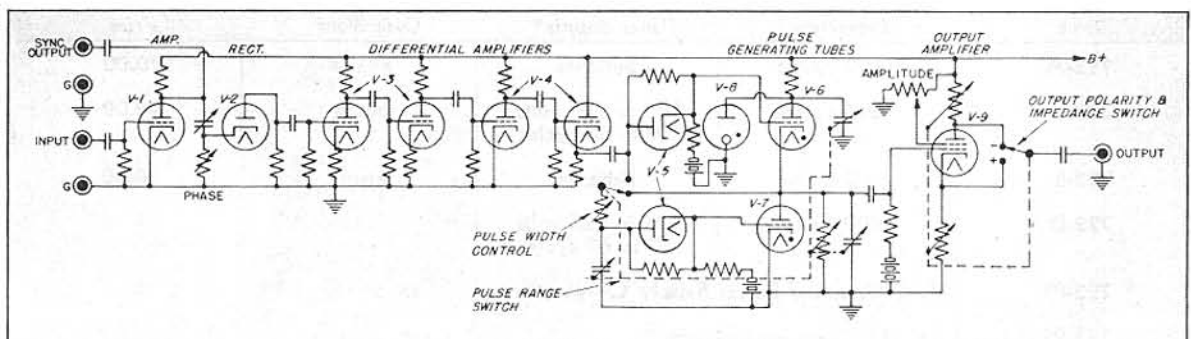 SYNC
OUTPUT
AMP.
RECT.
DIFFERENTIAL AMPLIFIERS
PULSE
GENERATING TUBES
OUTPUT
AMPLIFIER
B+
G
V-1
V-2
V-3
V-4
V-8
V-6
AMPLITUDE
V-9
OUTPUT POLARITY &
IMPEDANCE SWITCH
INPUT
-
+
OUTPUT
G
PHASE
V-5
V-7
PULSE WIDTH
CONTROL
PULSE RANGE
SWITCH